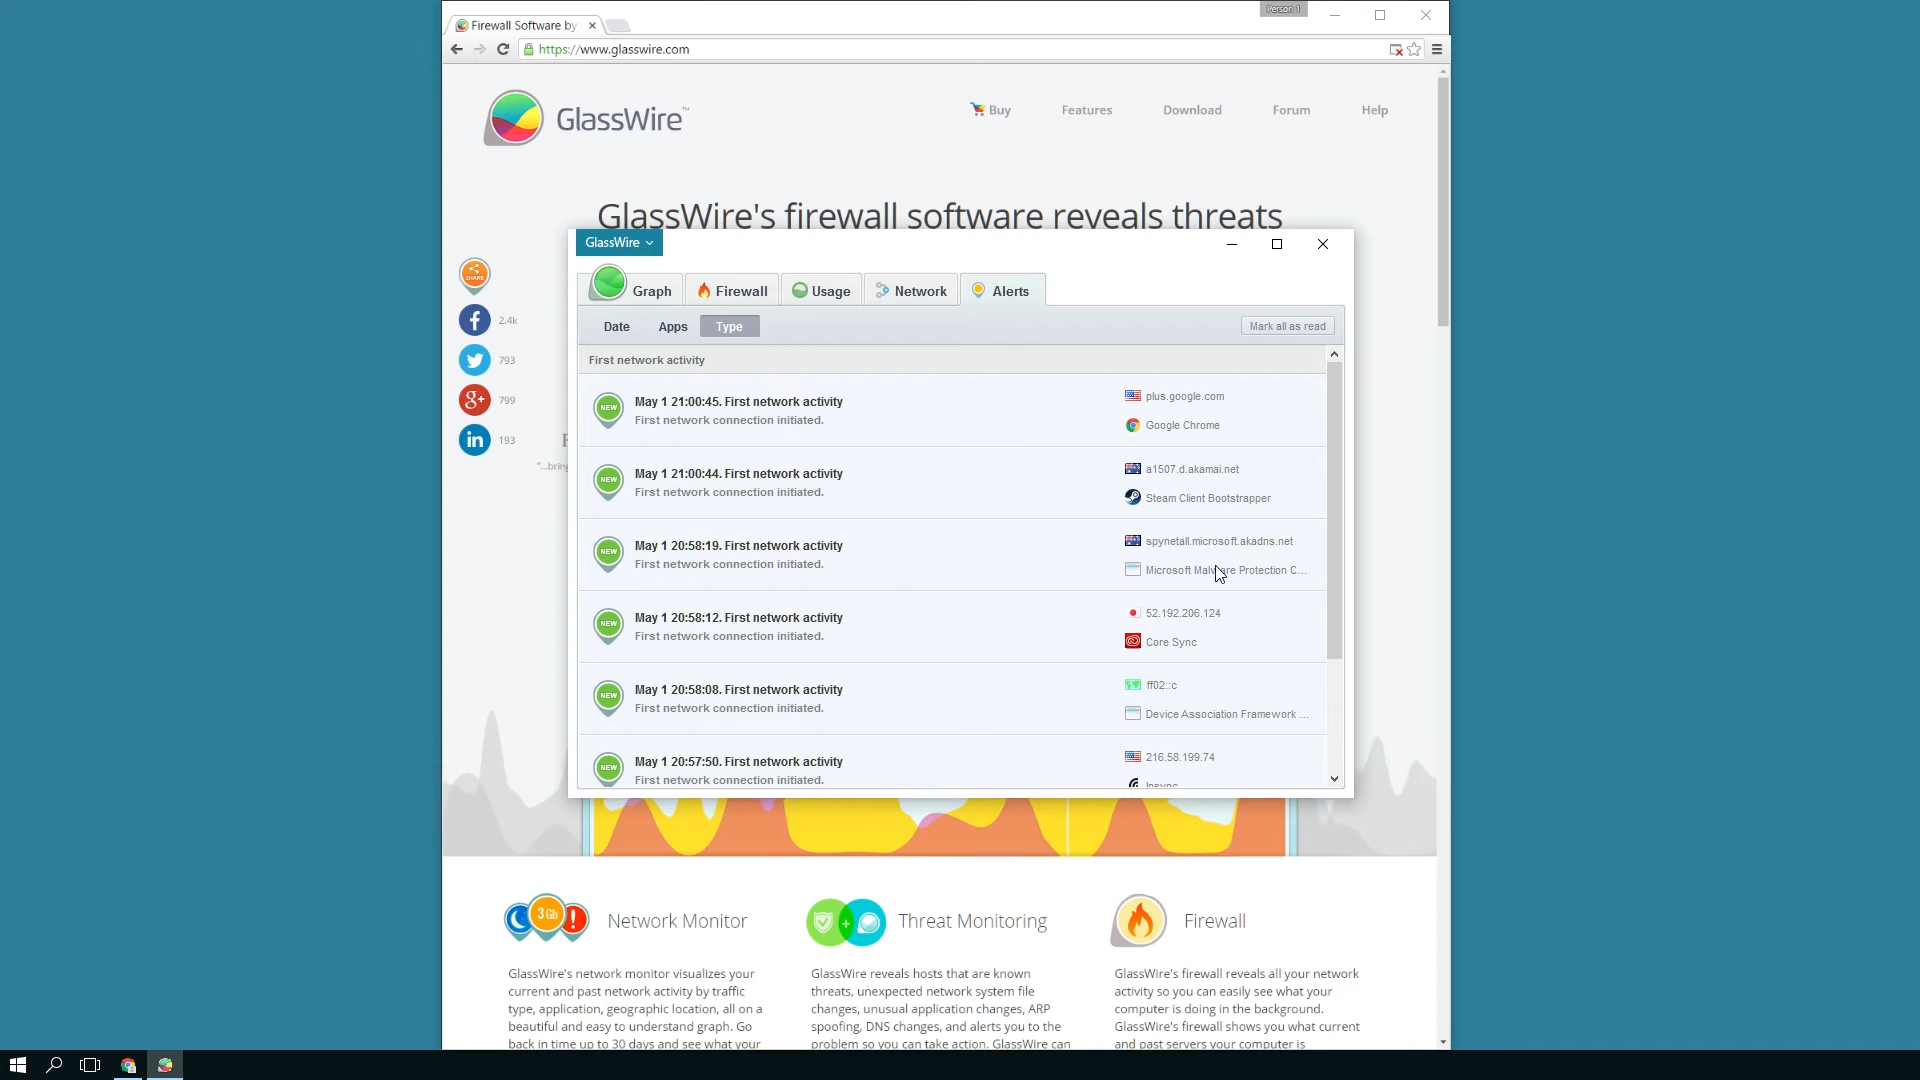 Person 1
Firewall Software by
https://www.glasswire.com
GlassWire™
Buy
Features
Download
Forum
Help
GlassWire's firewall software reveals threats
SHARE
2.4k
793
799
193
"...bring
GlassWire
Graph
Firewall
Usage
Network
Alerts
Date
Apps
Type
Mark all as read
First network activity
NEW
May 1 21:00:45. First network activity
First network connection initiated.
plus.google.com
Google Chrome
NEW
May 1 21:00:44. First network activity
First network connection initiated.
a1507.d.akamai.net
Steam Client Bootstrapper
NEW
May 1 20:58:19. First network activity
First network connection initiated.
spynetall.microsoft.akadns.net
Microsoft Malware Protection C...
NEW
May 1 20:58:12. First network activity
First network connection initiated.
52.192.206.124
Core Sync
NEW
May 1 20:58:08. First network activity
First network connection initiated.
ff02::c
Device Association Framework ...
NEW
May 1 20:57:50. First network activity
First network connection initiated.
216.58.199.74
Insync
3Gb
Network Monitor
GlassWire's network monitor visualizes your
current and past network activity by traffic
type, application, geographic location, all on a
beautiful and easy to understand graph. Go
back in time up to 30 days and see what your
Threat Monitoring
GlassWire reveals hosts that are known
threats, unexpected network system file
changes, unusual application changes, ARP
spoofing, DNS changes, and alerts you to the
problem so you can take action. GlassWire can
Firewall
GlassWire's firewall reveals all your network
activity so you can easily see what your
computer is doing in the background.
GlassWire's firewall shows you what current
and past servers your computer is